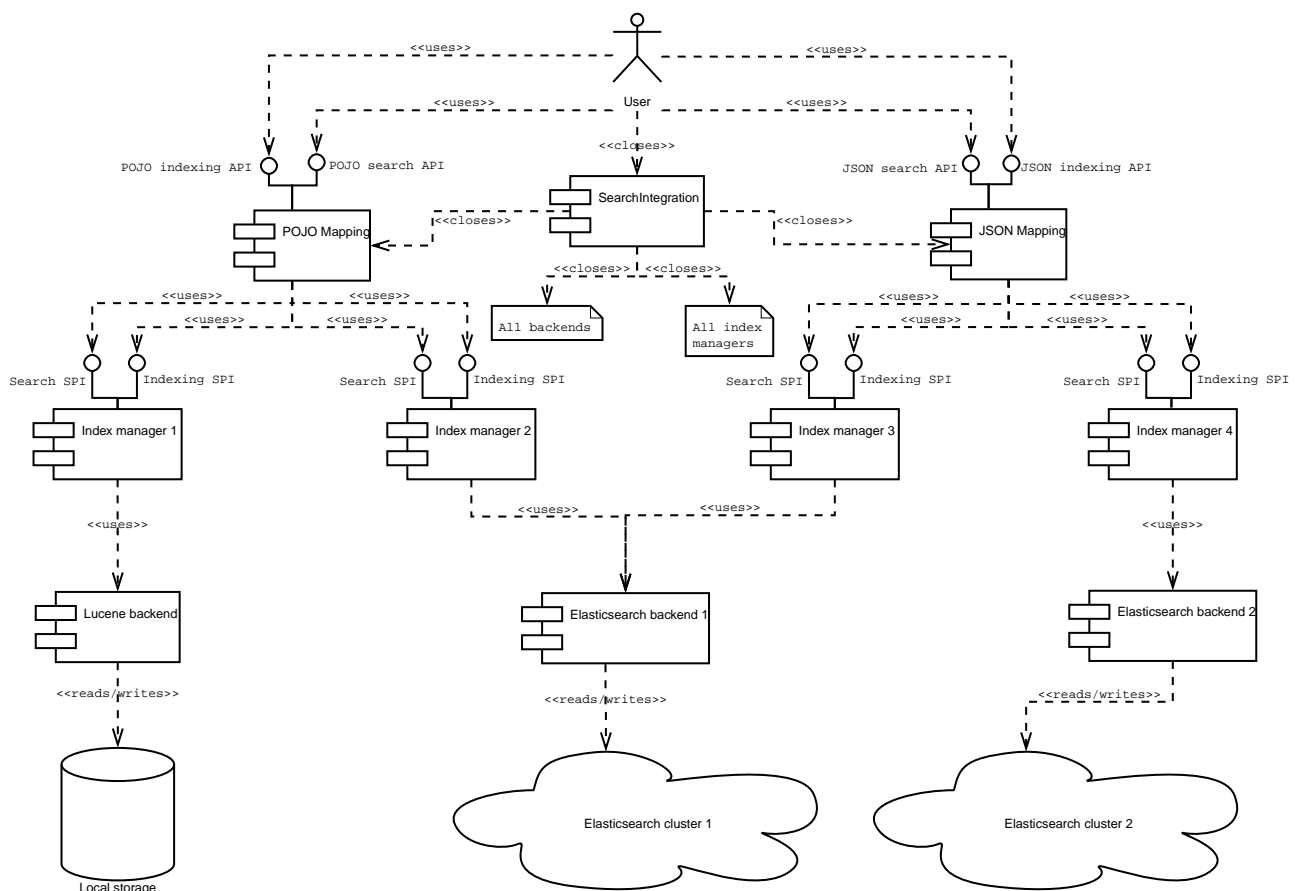 <<uses>>
<<uses>>
User
<<uses>>
<<uses>>
<<closes>>
POJO indexing API
POJO search API
JSON search API
JSON indexing API
SearchIntegration
POJO Mapping
<<closes>>
<<closes>>
JSON Mapping
<<closes>>
<<closes>>
<<uses>>
<<uses>>
<<uses>>
<<uses>>
<<uses>>
<<uses>>
<<uses>>
<<uses>>
All backends
All index
managers
Search SPI
Indexing SPI
Search SPI
Indexing SPI
Search SPI
Indexing SPI
Search SPI
Indexing SPI
Index manager 1
Index manager 2
Index manager 3
Index manager 4
<<uses>>
<<uses>>
<<uses>>
<<uses>>
Lucene backend
Elasticsearch backend 1
Elasticsearch backend 2
<<reads/writes>>
<<reads/writes>>
<<reads/writes>>
Elasticsearch cluster 1
Elasticsearch cluster 2
Local storage